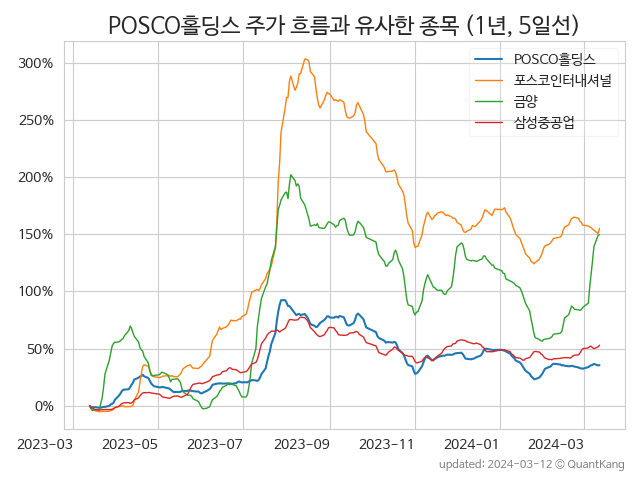 POSCO홀딩스 주가 흐름과 유사한 종목 (1년, 5일선)
POSCO홀딩스
포스코인터내셔널
금양
삼성중공업
300%
250%
200%
150%
100%
50%
0%
2023-03 2023-05 2023-07 2023-09 2023-11 2024-01 2024-03
updated: 2024-03-12 © QuantKang